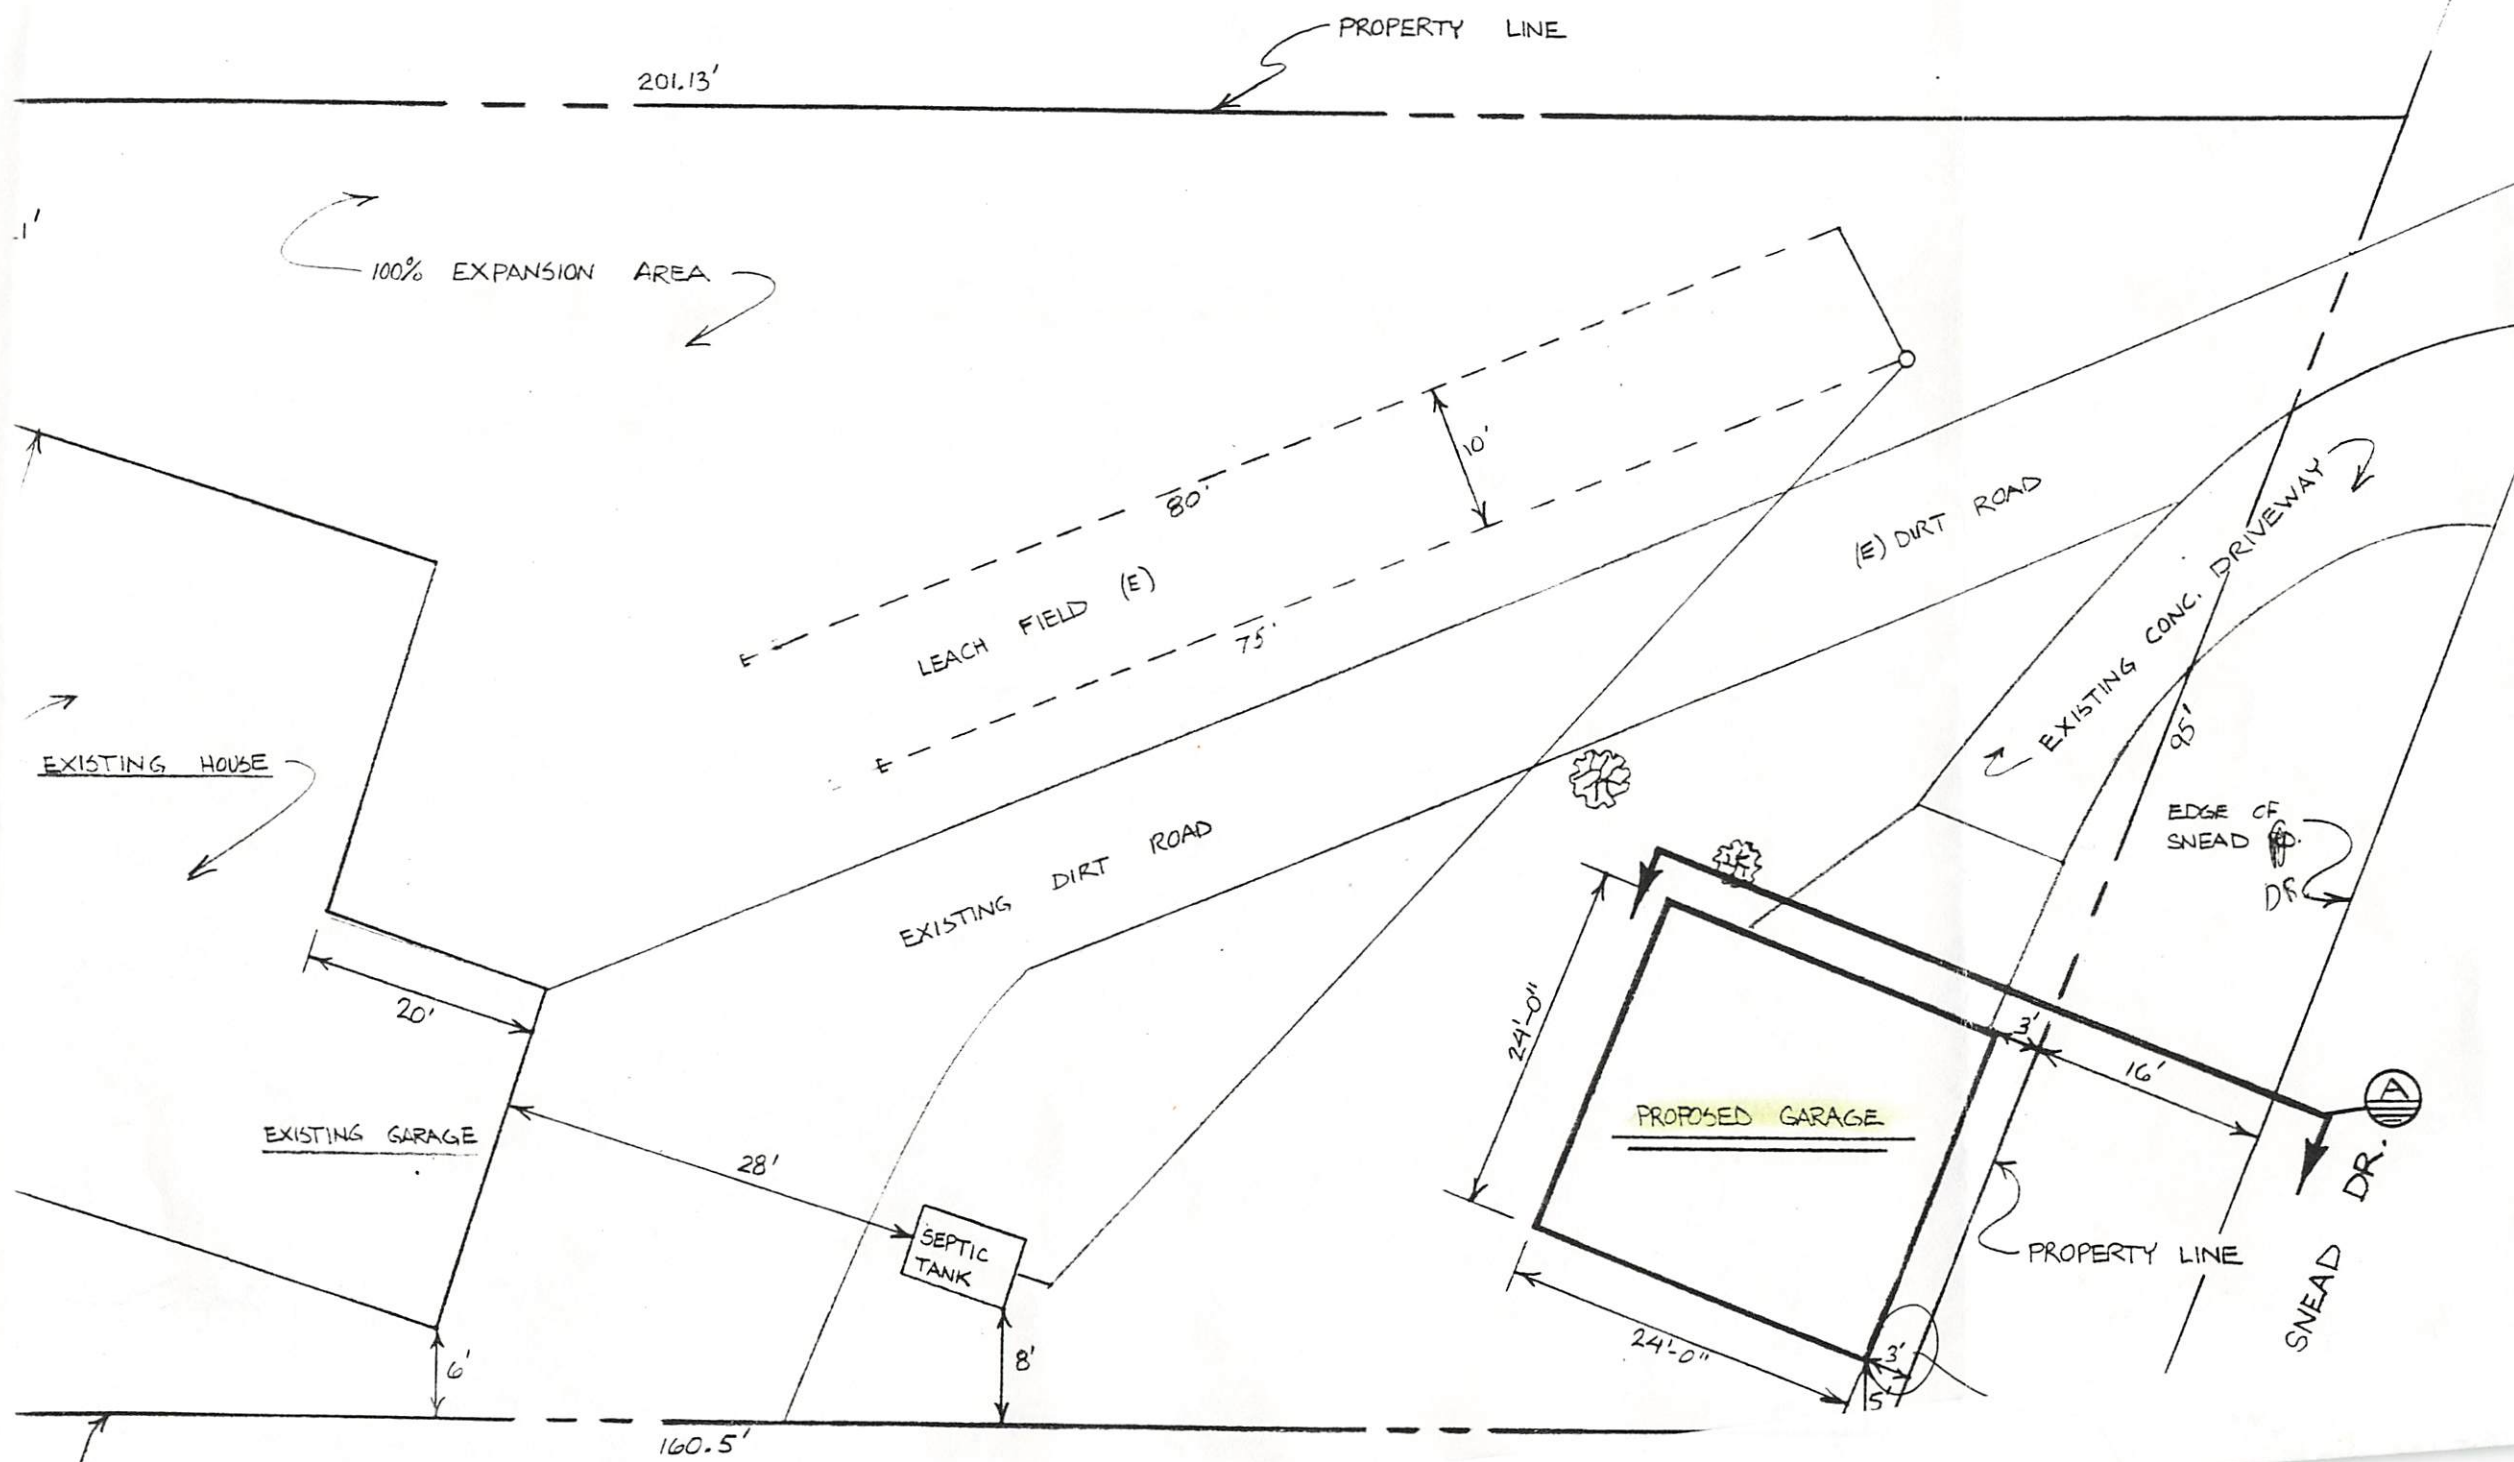 PROPERTY LINE
201.13'
.1'
100% EXPANSION AREA
10'
80'
LEACH FIELD (E)
75'
(E) DIRT ROAD
EXISTING CONC. DRIVEWAY
95'
EXISTING HOUSE
EXISTING DIRT ROAD
EDGE OF
SNEAD
DR.
20'
24'-0"
3'
16'
A
EXISTING GARAGE
28'
PROPOSED GARAGE
SEPTIC
TANK
PROPERTY LINE
SNEAD DR.
6'
8'
24'-0"
3'
5'
160.5'